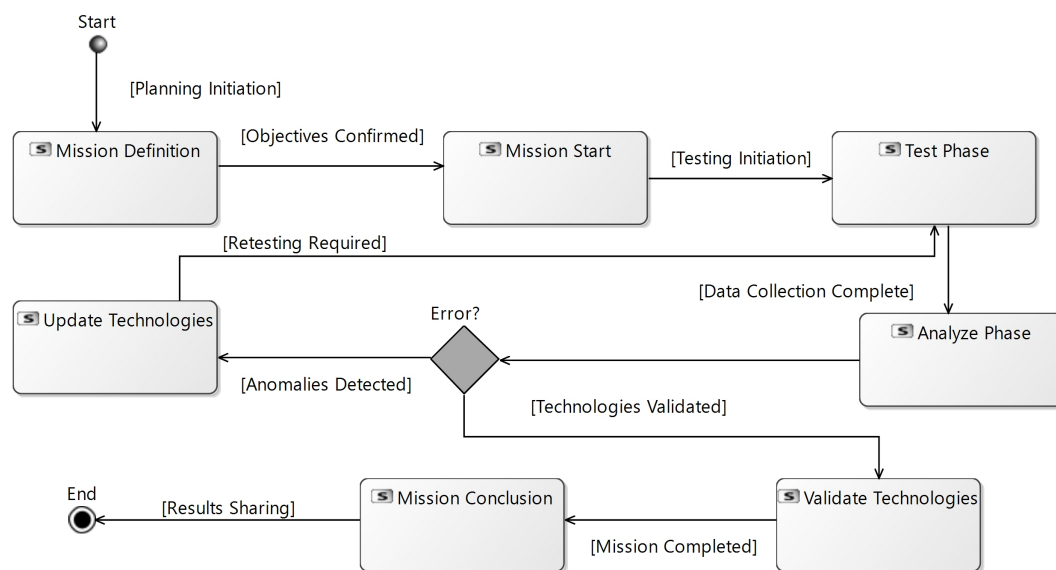 Start
[Planning Initiation]
S Mission Definition
[Objectives Confirmed]
S Mission Start
[Testing Initiation]
S Test Phase
[Retesting Required]
[Data Collection Complete]
S Update Technologies
Error?
S Analyze Phase
[Anomalies Detected]
[Technologies Validated]
End
[Results Sharing]
S Mission Conclusion
[Mission Completed]
S Validate Technologies